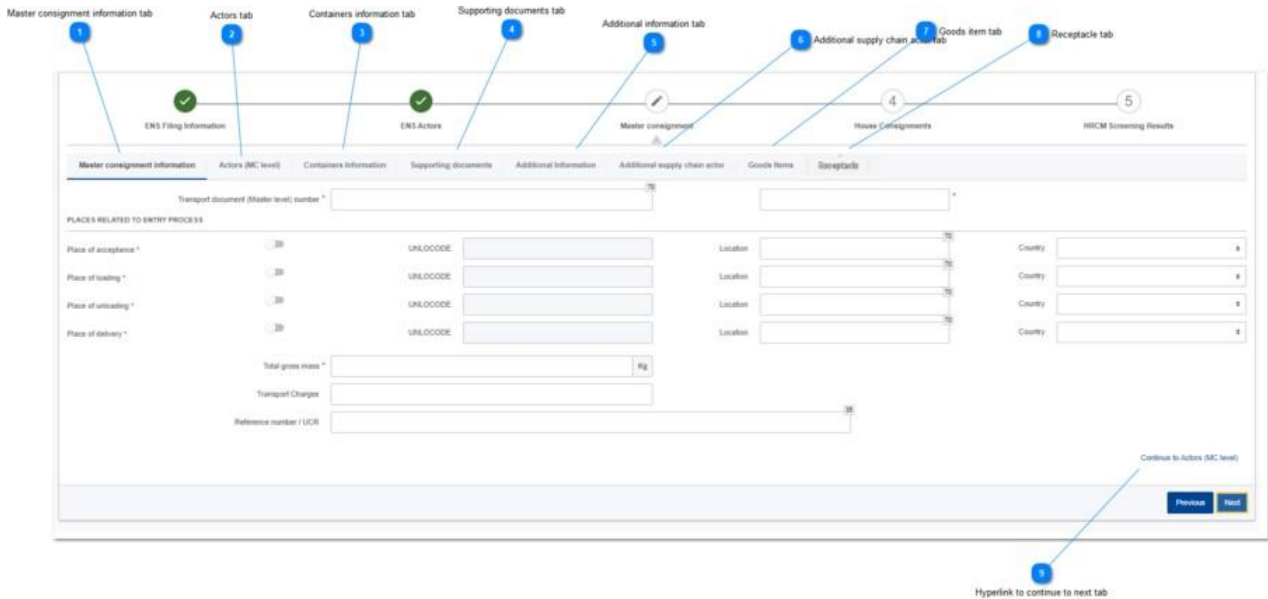 Master consignment information tab
Actors tab
Containers information tab
Supporting documents tab
Additional information tab
Additional supply chain actor tab
Goods item tab
Receptacle tab
1
2
3
4
5
6
7
8
4
5
ENS Filing Information
ENS Actors
Master consignment
House Consignments
HRCM Screening Results
Master consignment information
Actors (MC level)
Containers Information
Supporting documents
Additional Information
Additional supply chain actor
Goods Items
Receptacle
Transport document (Master level) number *
70
*
PLACES RELATED TO ENTRY PROCESS
Place of acceptance *
UNLOCODE
Location
70
Country
Place of loading *
UNLOCODE
Location
70
Country
Place of unloading *
UNLOCODE
Location
70
Country
Place of delivery *
UNLOCODE
Location
70
Country
Total gross mass *
Kg
Transport Charges
Reference number / UCR
35
Continue to Actors (MC level)
Previous
Next
9
Hyperlink to continue to next tab